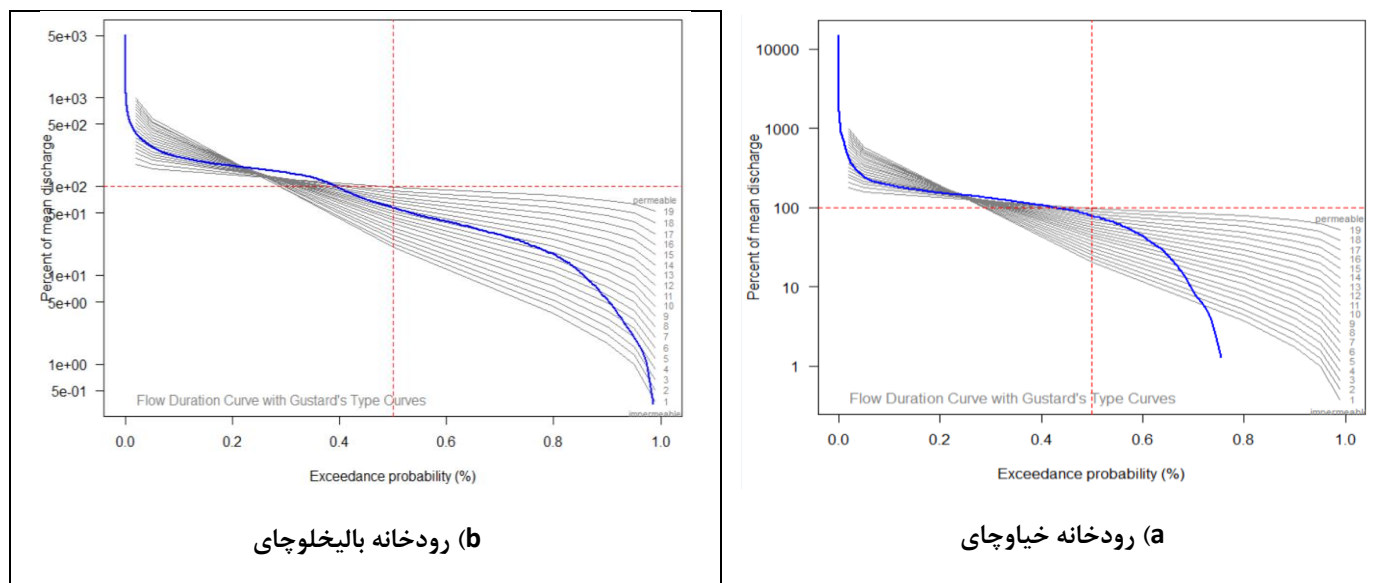 5e+03
1e+03
5e+02
1e+02
5e+01
1e+01
5e+00
1e+00
5e-01
Percent of mean discharge
permeable
19
18
17
16
15
14
13
12
11
10
9
8
7
6
5
4
3
2
1
impermeable
Flow Duration Curve with Gustard's Type Curves
0.0 0.2 0.4 0.6 0.8 1.0
Exceedance probability (%)
b) رودخانه بالیخلوچای
10000
1000
100
10
1
Percent of mean discharge
permeable
19
18
17
16
15
14
13
12
11
10
9
8
7
6
5
4
3
2
1
impermeable
Flow Duration Curve with Gustard's Type Curves
0.0 0.2 0.4 0.6 0.8 1.0
Exceedance probability (%)
a) رودخانه خیاوچای